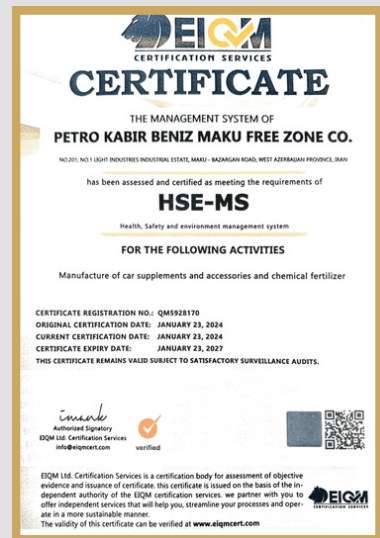 EIQM
CERTIFICATION SERVICES
CERTIFICATE
THE MANAGEMENT SYSTEM OF
PETRO KABIR BENIZ MAKU FREE ZONE CO.
NO.201, NO.1 LIGHT INDUSTRIES INDUSTRIAL ESTATE, MAKU - BAZARGAN ROAD, WEST AZERBAIJAN PROVINCE, IRAN
has been assessed and certified as meeting the requirements of
HSE-MS
Health, Safety and environment management system
FOR THE FOLLOWING ACTIVITIES
Manufacture of car supplements and accessories and chemical fertilizer
CERTIFICATE REGISTRATION NO.: QM5928170
ORIGINAL CERTIFICATION DATE: JANUARY 23, 2024
CURRENT CERTIFICATION DATE: JANUARY 23, 2024
CERTIFICATE EXPIRY DATE: JANUARY 23, 2027
THIS CERTIFICATE REMAINS VALID SUBJECT TO SATISFACTORY SURVEILLANCE AUDITS.
Authorized Signatory
EIQM Ltd. Certification Services
info@eiqmcert.com
verified
EIQM Ltd. Certification Services is a certification body for assessment of objective
evidence and issuance of certificate. this certificate is issued on the basis of the in-
dependent authority of the EIQM certification services. we partner with you to
offer independent services that will help you, streamline your processes and oper-
ate in a more sustainable manner.
The validity of this certificate can be verified at www.eiqmcert.com
EIQM